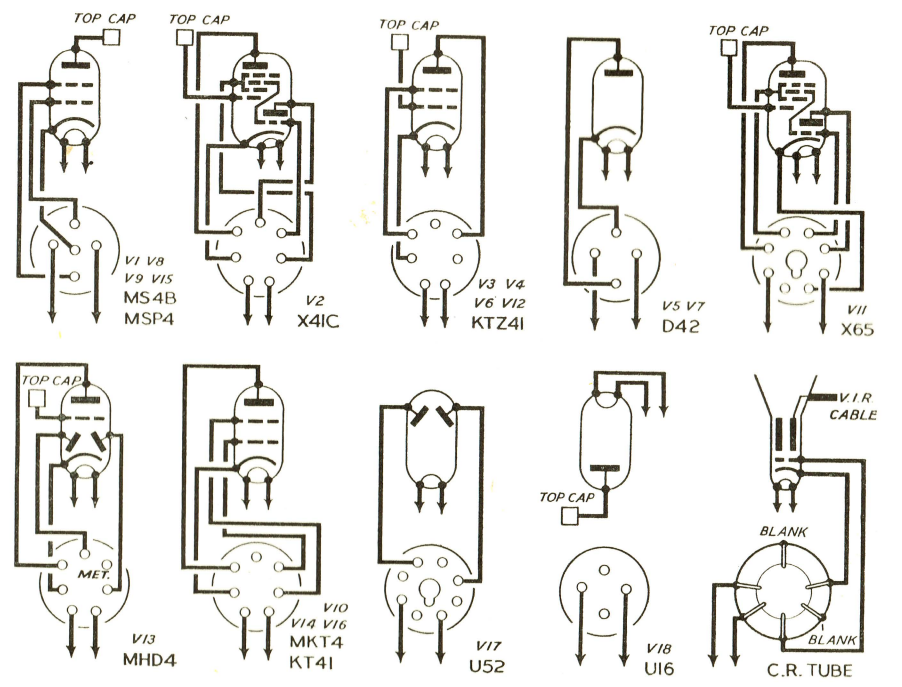 TOP CAP
V1 V8
V9 V15
MS4B
MSP4
TOP CAP
V2
X41C
TOP CAP
V3 V4
V6 V12
KTZ41
V5 V7
D42
TOP CAP
V11
X65
TOP CAP
MET.
V13
MHD4
V10
V14 V16
MKT4
KT41
V17
U52
TOP CAP
V18
U16
V.I.R.
CABLE
BLANK
BLANK
C.R. TUBE